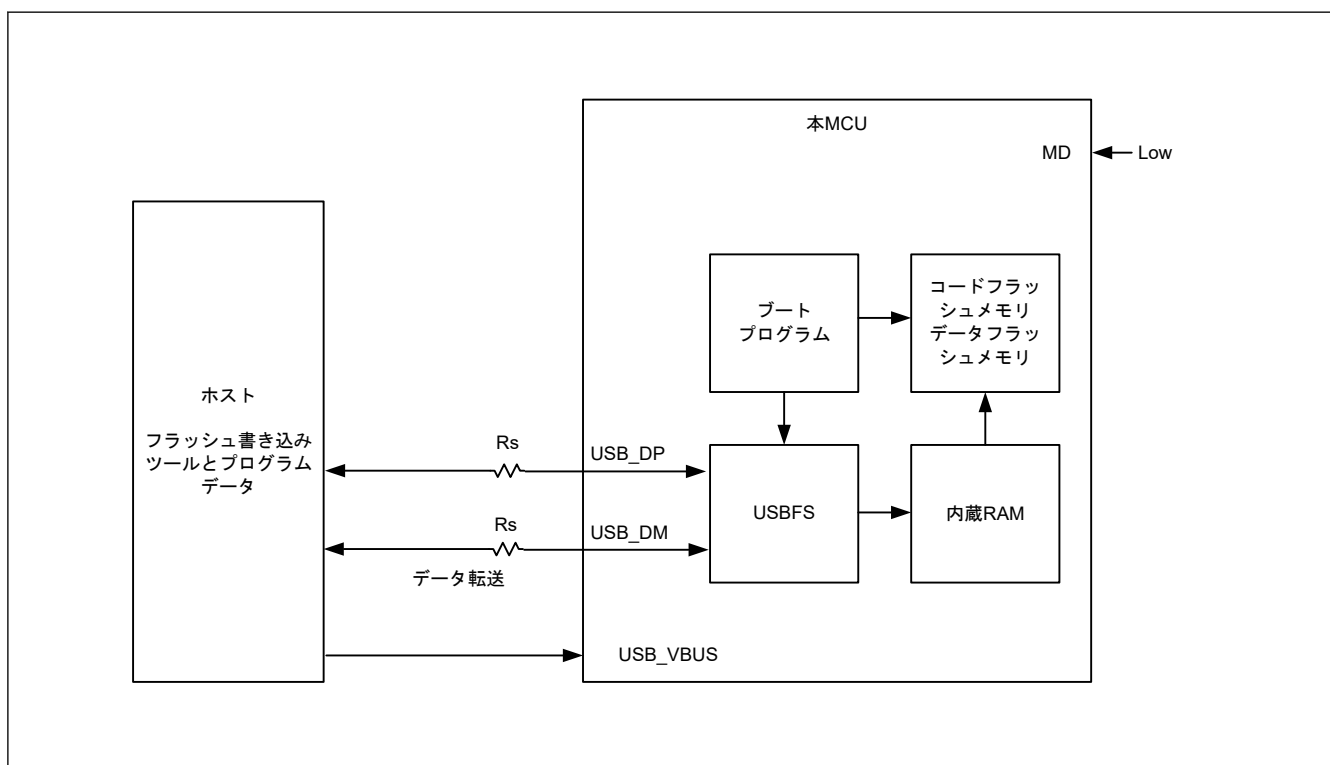 本MCU
MD
Low
ホスト
フラッシュ書き込み
ツールとプログラム
データ
ブート
プログラム
コードフラッ
シュメモリ
データフラッ
シュメモリ
Rs
USB_DP
Rs
USB_DM
データ転送
USBFS
内蔵RAM
USB_VBUS